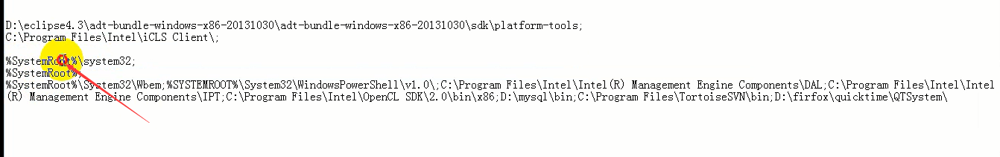 D:\eclipse4.3\adt-bundle-windows-x86-20131030\adt-bundle-windows-x86-20131030\sdk\platform-tools;
C:\Program Files\Intel\iCLS Client\;
%SystemRoot%\system32;
%SystemRoot%;
%SystemRoot%\System32\Wbem;%SYSTEMROOT%\System32\WindowsPowerShell\v1.0\;C:\Program Files\Intel\Intel(R) Management Engine Components\DAL;C:\Program Files\Intel\Intel
(R) Management Engine Components\IPT;C:\Program Files\Intel\OpenCL SDK\2.0\bin\x86;D:\mysql\bin;C:\Program Files\TortoiseSVN\bin;D:\firfox\quicktime\QTSystem\